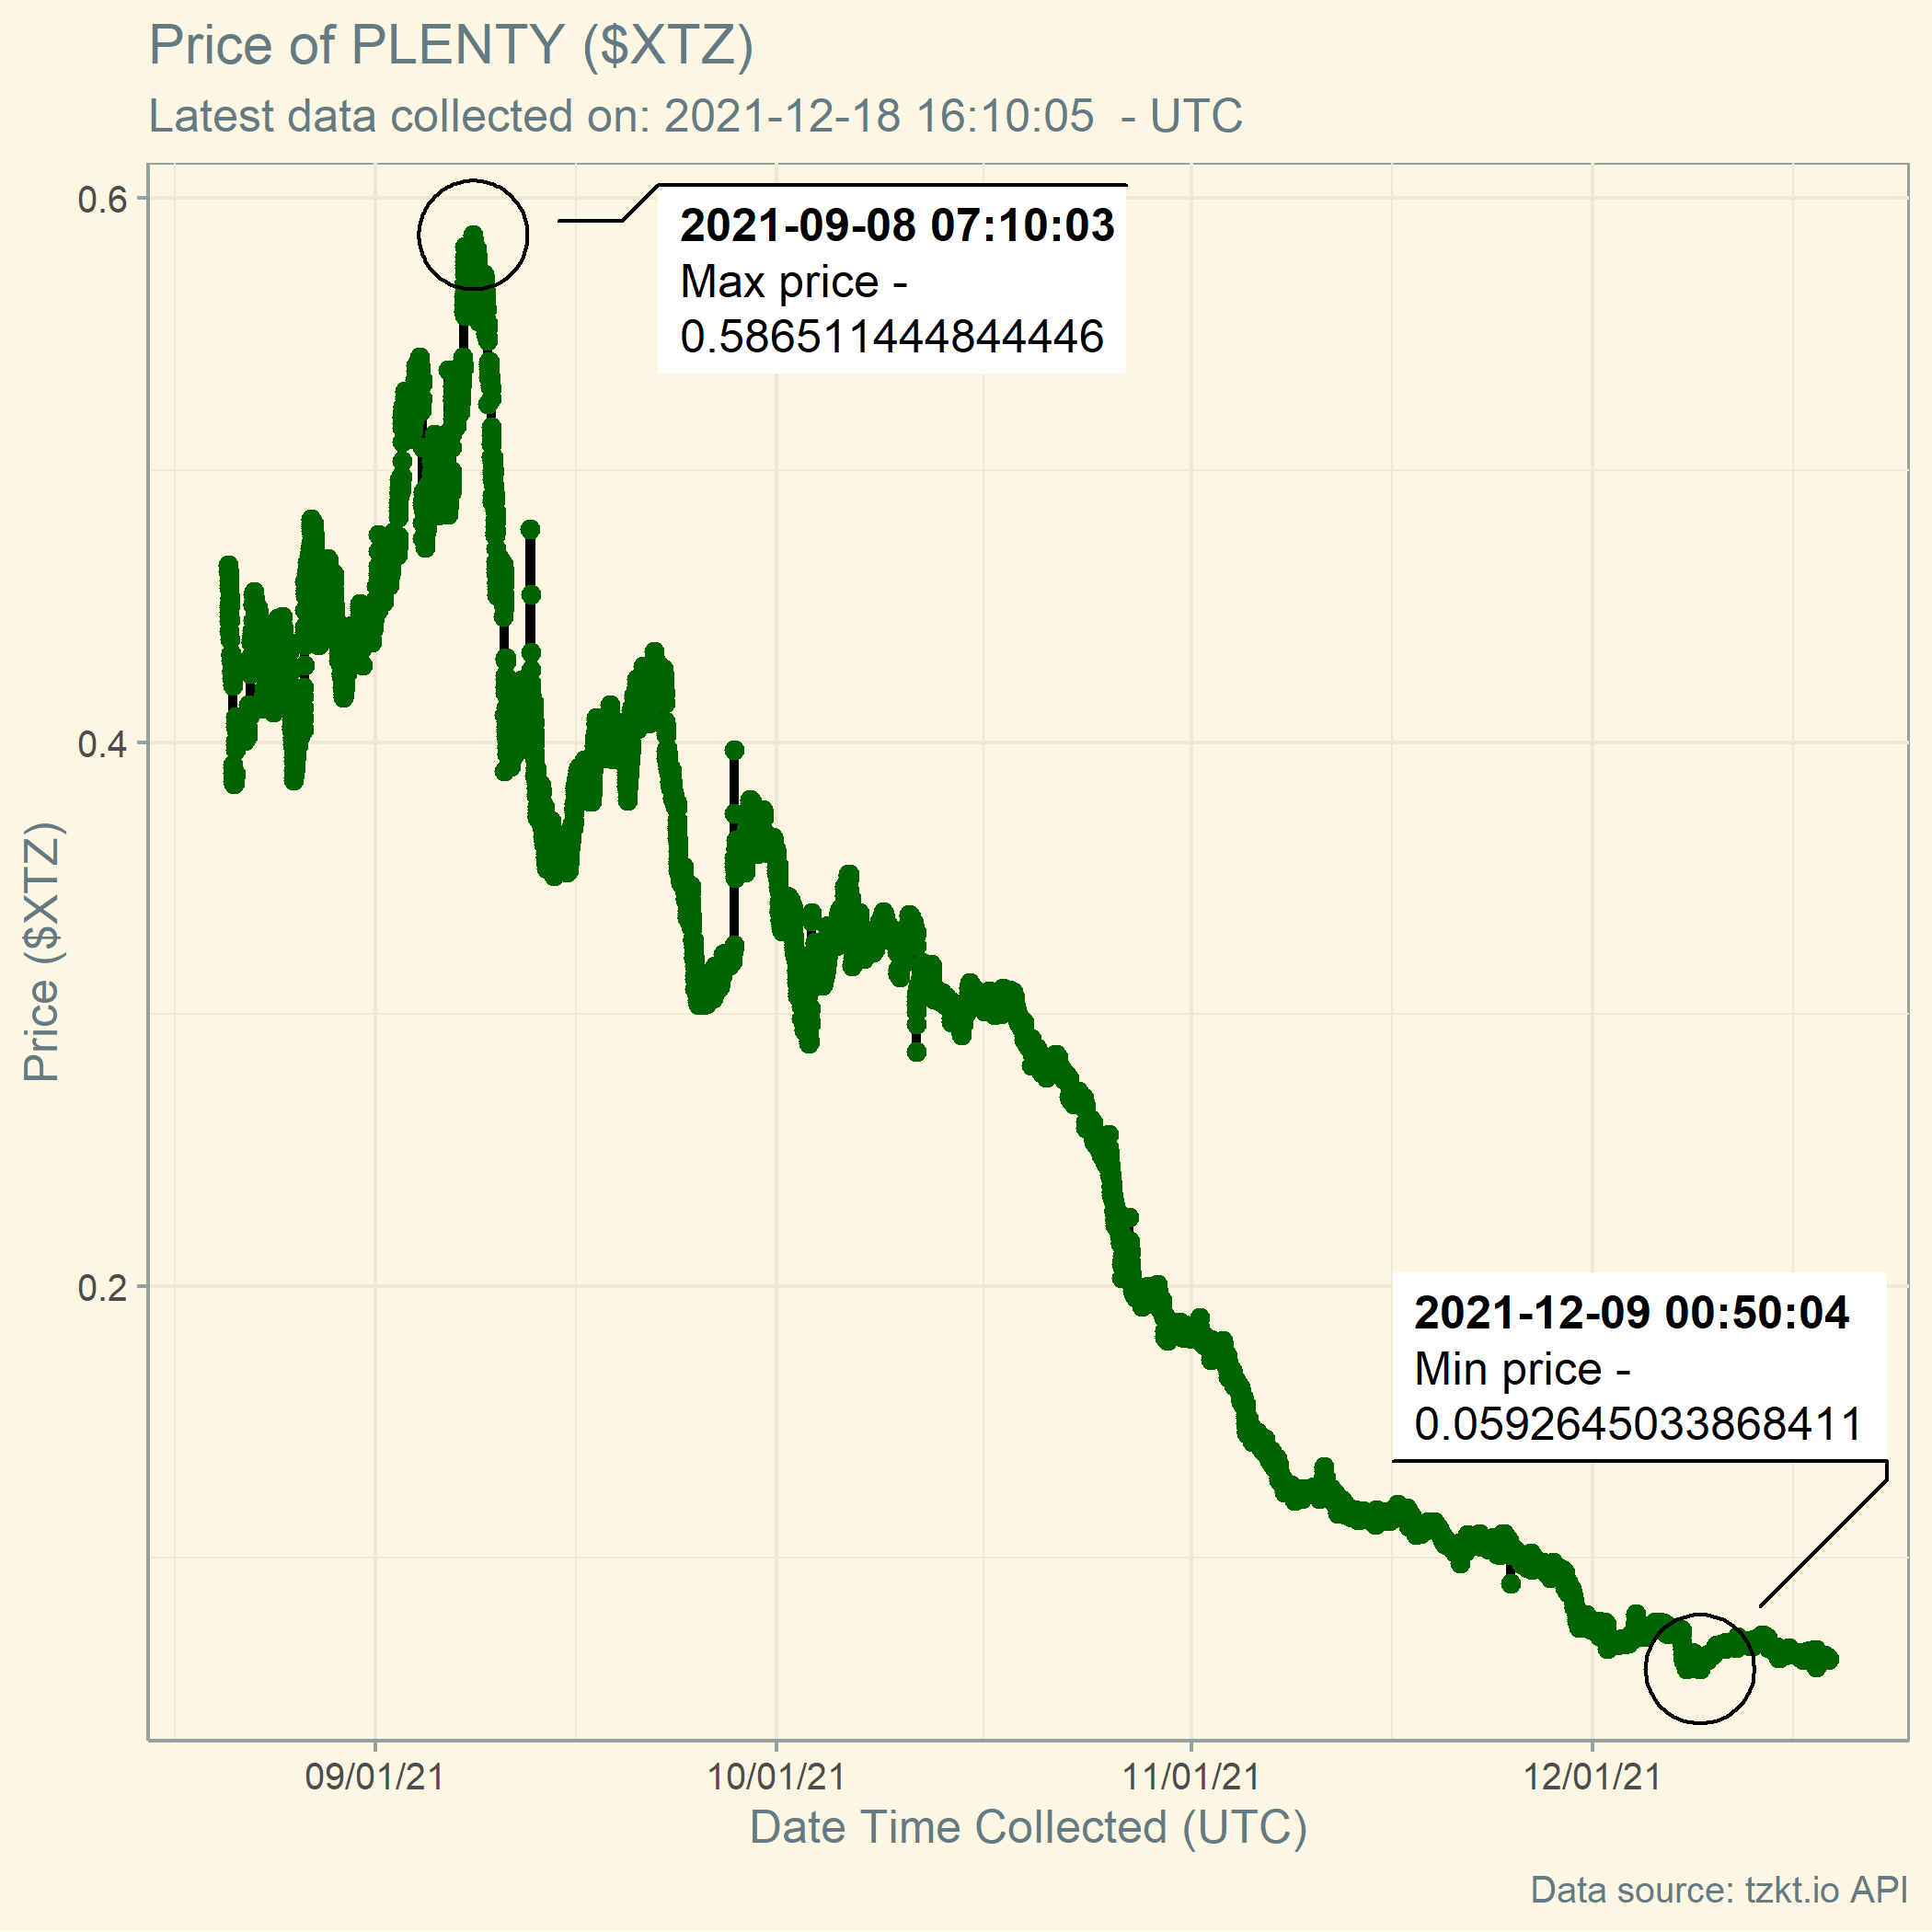 Price of PLENTY ($XTZ)
Latest data collected on: 2021-12-18 16:10:05  - UTC
0.6
2021-09-08 07:10:03
Max price -
0.586511444844446
0.4
Price ($XTZ)
0.2
2021-12-09 00:50:04
Min price -
0.0592645033868411
09/01/21
10/01/21
11/01/21
12/01/21
Date Time Collected (UTC)
Data source: tzkt.io API